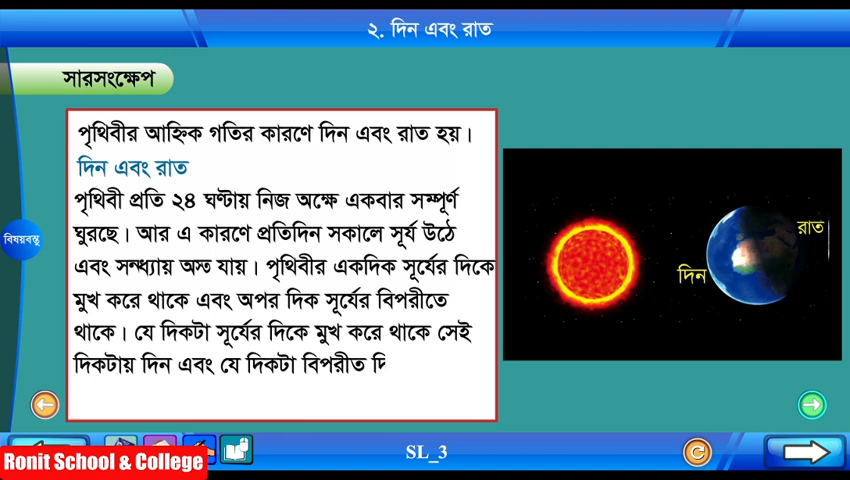 ২. দিন এবং রাত
সারসংক্ষেপ
পৃথিবীর আহ্নিক গতির কারণে দিন এবং রাত হয়।
দিন এবং রাত
পৃথিবী প্রতি ২৪ ঘণ্টায় নিজ অক্ষে একবার সম্পূর্ণ
ঘুরছে। আর এ কারণে প্রতিদিন সকালে সূর্য উঠে
এবং সন্ধ্যায় অস্ত যায়। পৃথিবীর একদিক সূর্যের দিকে
মুখ করে থাকে এবং অপর দিক সূর্যের বিপরীতে
থাকে। যে দিকটা সূর্যের দিকে মুখ করে থাকে সেই
দিকটায় দিন এবং যে দিকটা বিপরীত দি
বিষয়বস্তু
দিন
রাত
SL_3
Ronit School & College